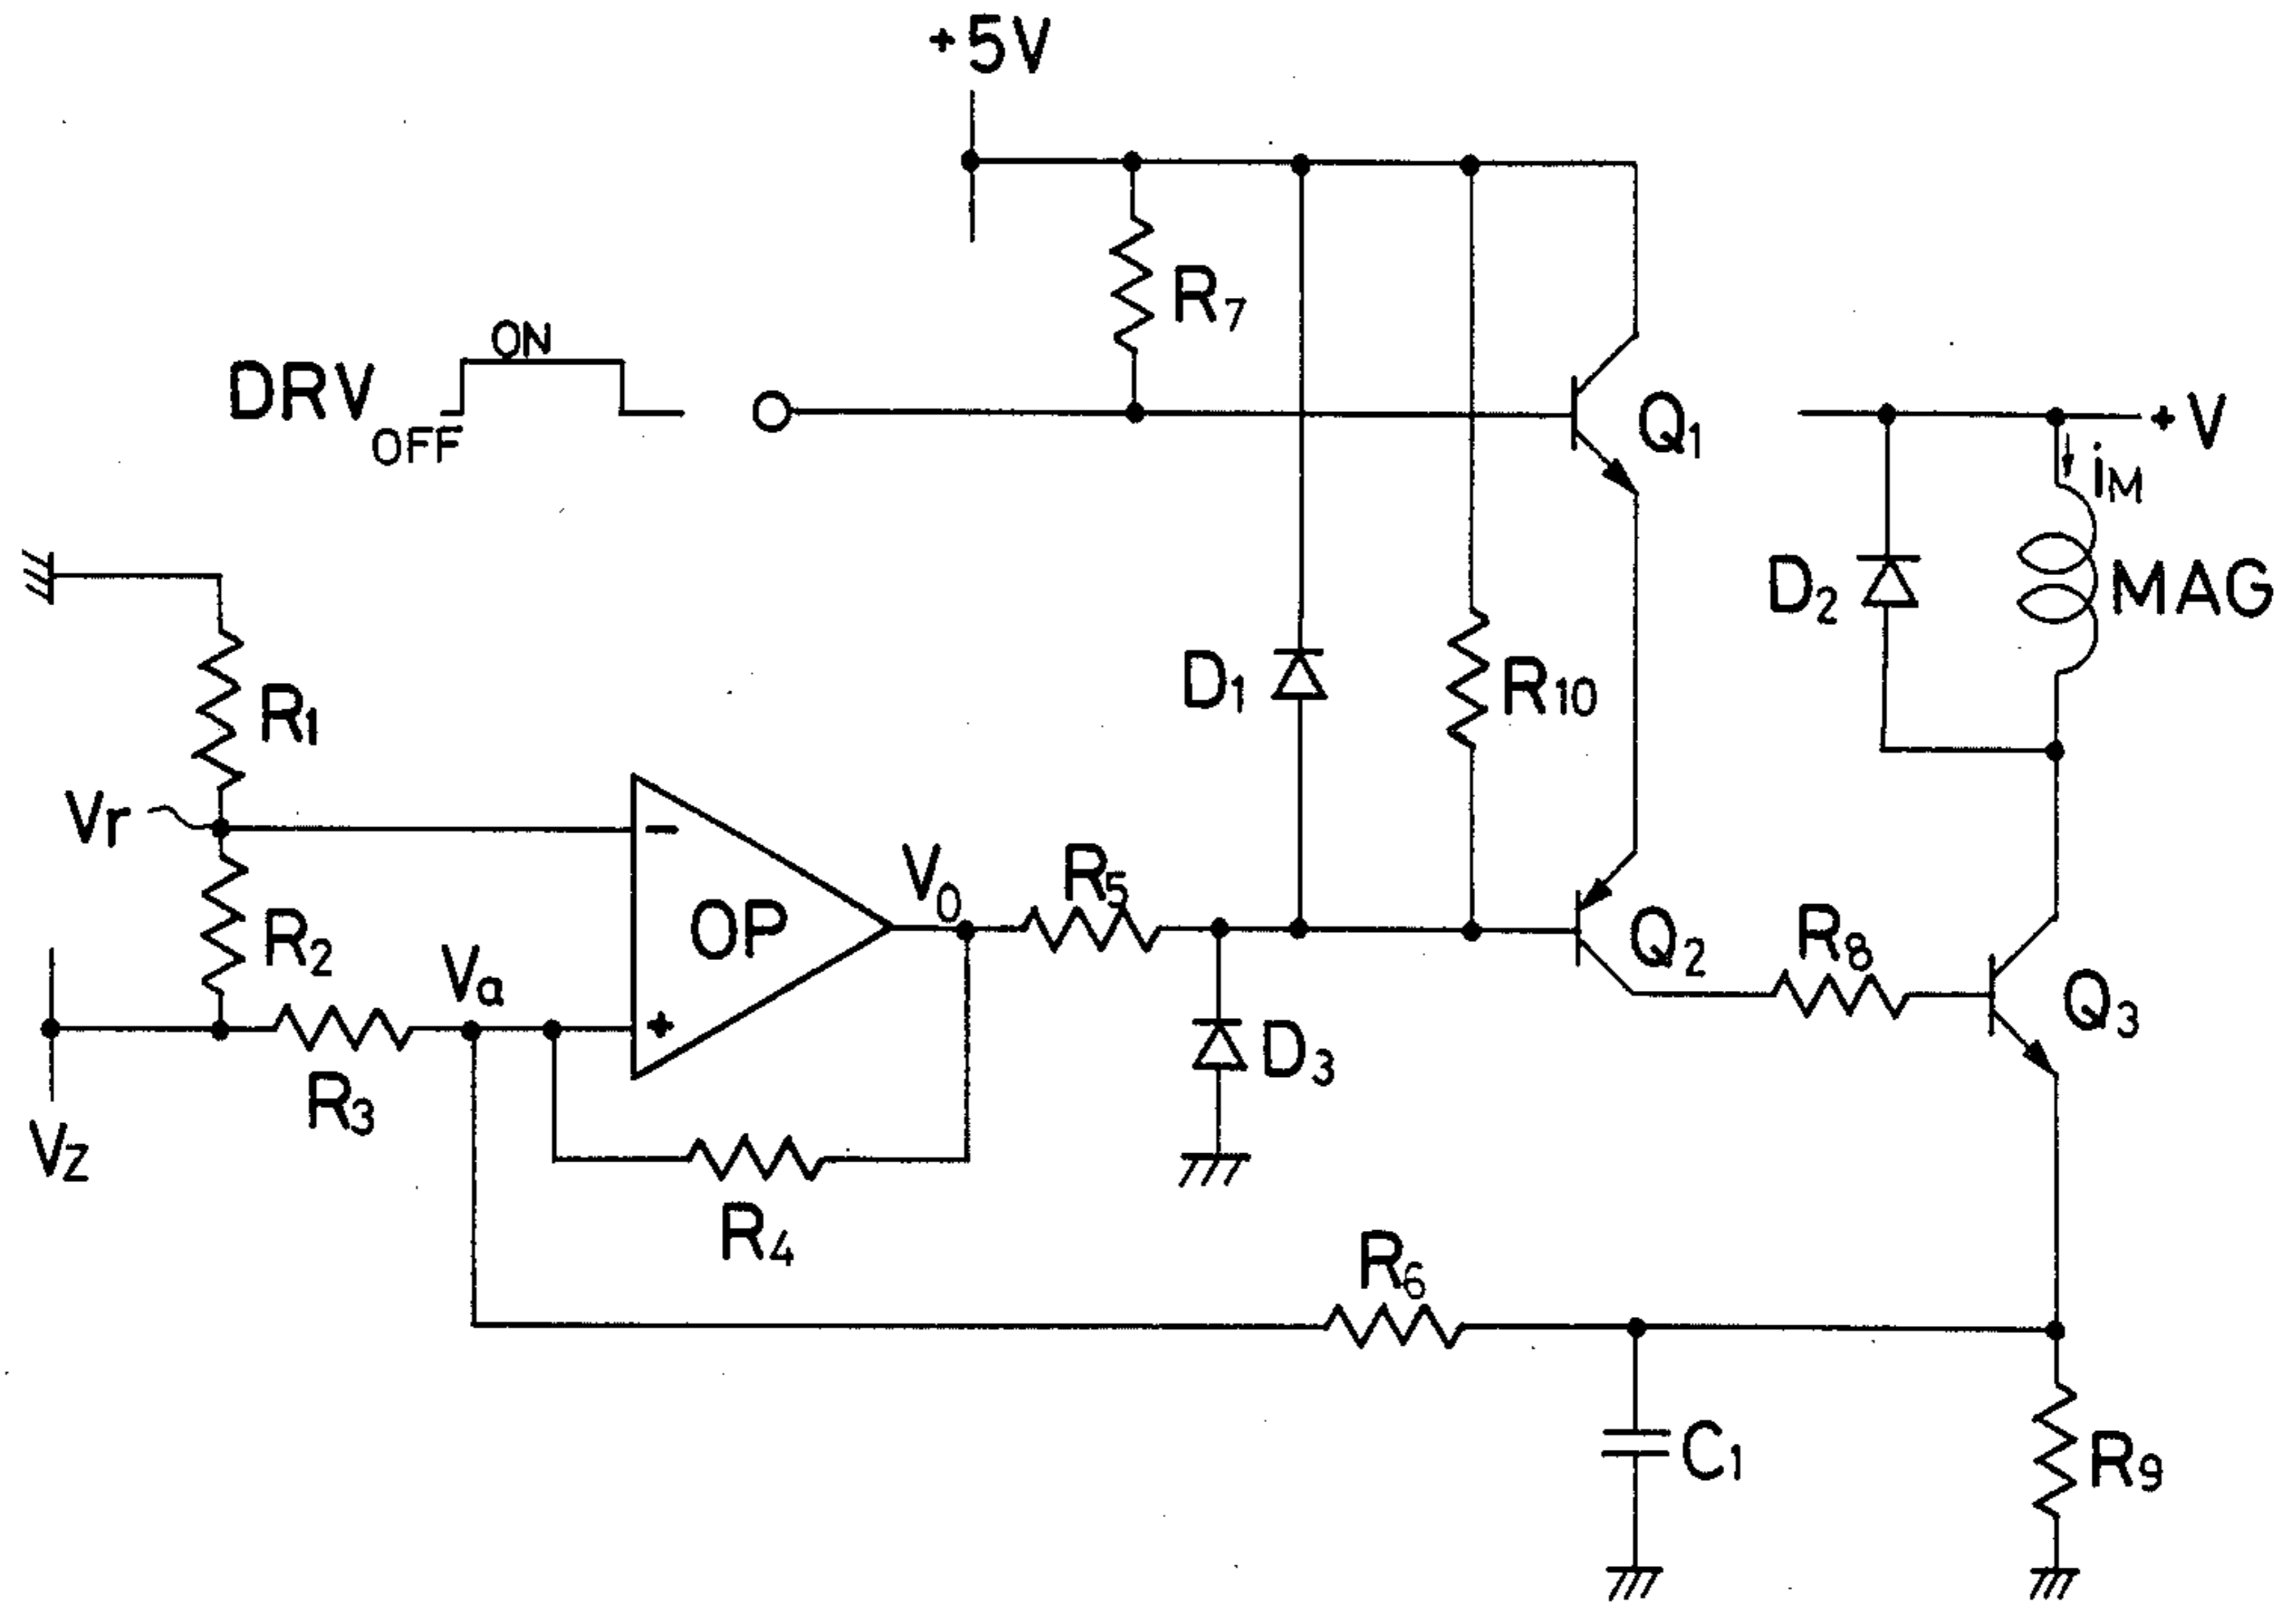 +5V
R7
ON
DRV
OFF
Q1
+V
iM
D2
MAG
D1
R10
R1
Vr
-
OP
V0
R5
R2
Va
Q2
R8
Q3
+
D3
R3
Vz
R4
R6
C1
R9